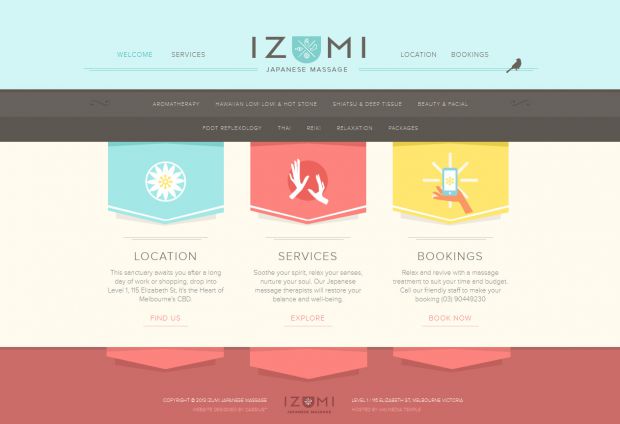 WELCOME
SERVICES
IZUMI
JAPANESE MASSAGE
LOCATION
BOOKINGS
AROMATHERAPY
HAWAIIAN LOMI LOMI & HOT STONE
SHIATSU & DEEP TISSUE
BEAUTY & FACIAL
FOOT REFLEXOLOGY
THAI
REIKI
RELAXATION
PACKAGES
LOCATION
This sanctuary awaits you after a long
day of work or shopping, drop into
Level 1, 115 Elizabeth St, it's the Heart of
Melbourne's CBD.
FIND US
SERVICES
Soothe your spirit, relax your senses,
nurture your soul. Our Japanese
massage therapists will restore your
balance and well-being.
EXPLORE
BOOKINGS
Relax and revive with a massage
treatment to suit your time and budget.
Call our friendly staff to make your
booking (03) 90449230
BOOK NOW
COPYRIGHT © 2013 IZUMI JAPANESE MASSAGE
WEBSITE DESIGNED BY
IZUMI
JAPANESE MASSAGE
LEVEL 1 / 115 ELIZABETH ST, MELBOURNE VICTORIA
HOSTED BY MEDIA TEMPLE